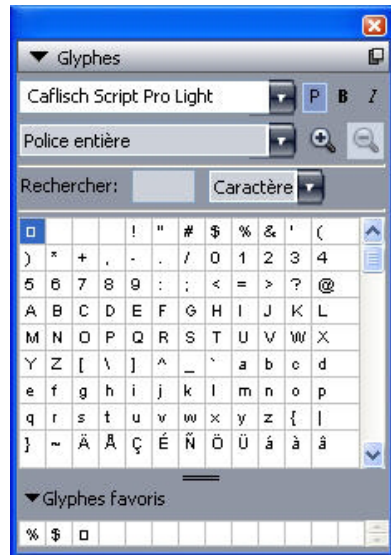 Glyphes
Caflisch Script Pro Light P B I
Police entière
Rechercher: Caractère
! " # $ % & ' (
) * + , - . / 0 1 2 3 4
5 6 7 8 9 : ; < = > ? @
A B C D E F G H I J K L
M N O P Q R S T U V W X
Y Z [ \ ] ^ _ ` a b c d
e f g h i j k l m n o p
q r s t u v w x y z { |
} ~ Ä Å Ç É Ñ Ö Ü á à â
Glyphes favoris
% $